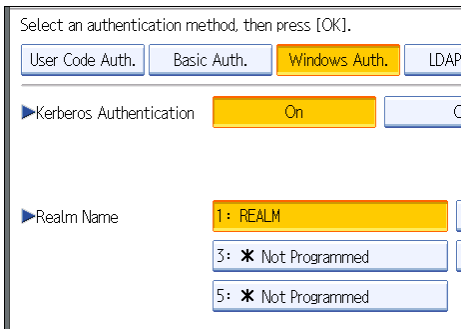 Select an authentication method, then press [OK].
User Code Auth. Basic Auth. Windows Auth. LDAP
Kerberos Authentication On
Realm Name 1: REALM
3: ✱ Not Programmed
5: ✱ Not Programmed